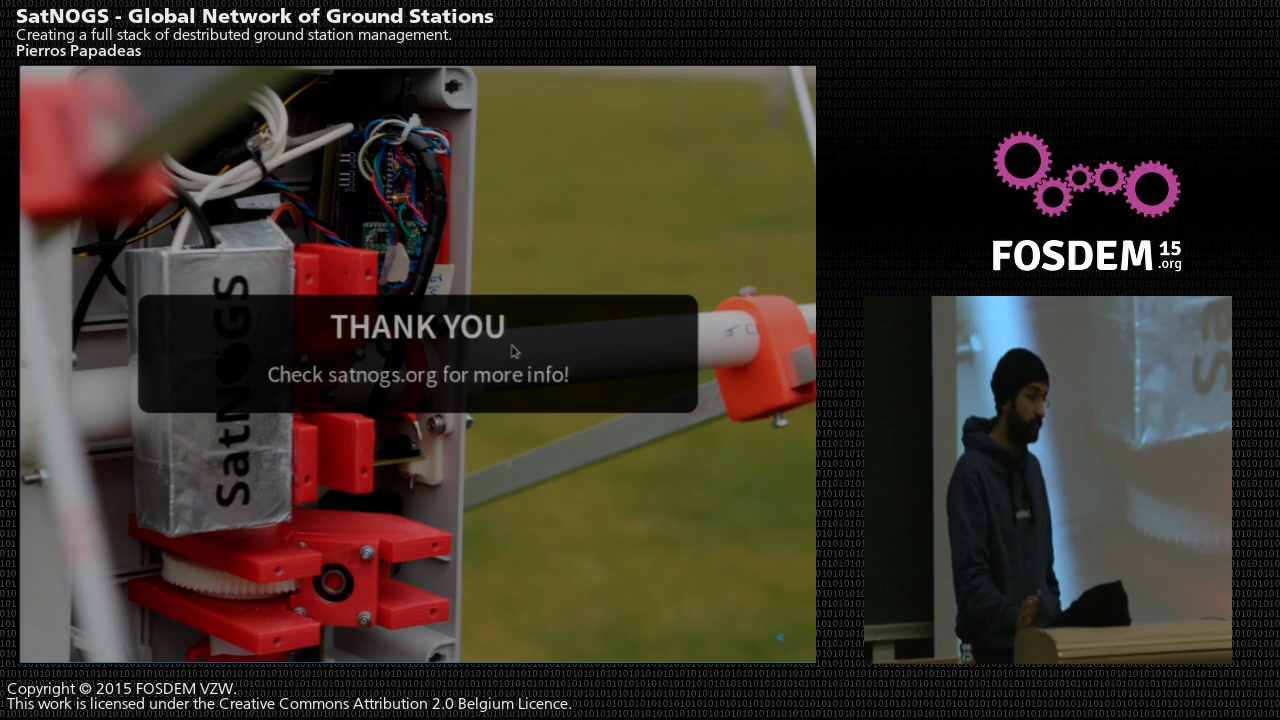 SatNOGS - Global Network of Ground Stations
Creating a full stack of destributed ground station management.
Pierros Papadeas
FOSDEM 15
.org
SatNOGS
THANK YOU
Check satnogs.org for more info!
Copyright © 2015 FOSDEM VZW.
This work is licensed under the Creative Commons Attribution 2.0 Belgium Licence.